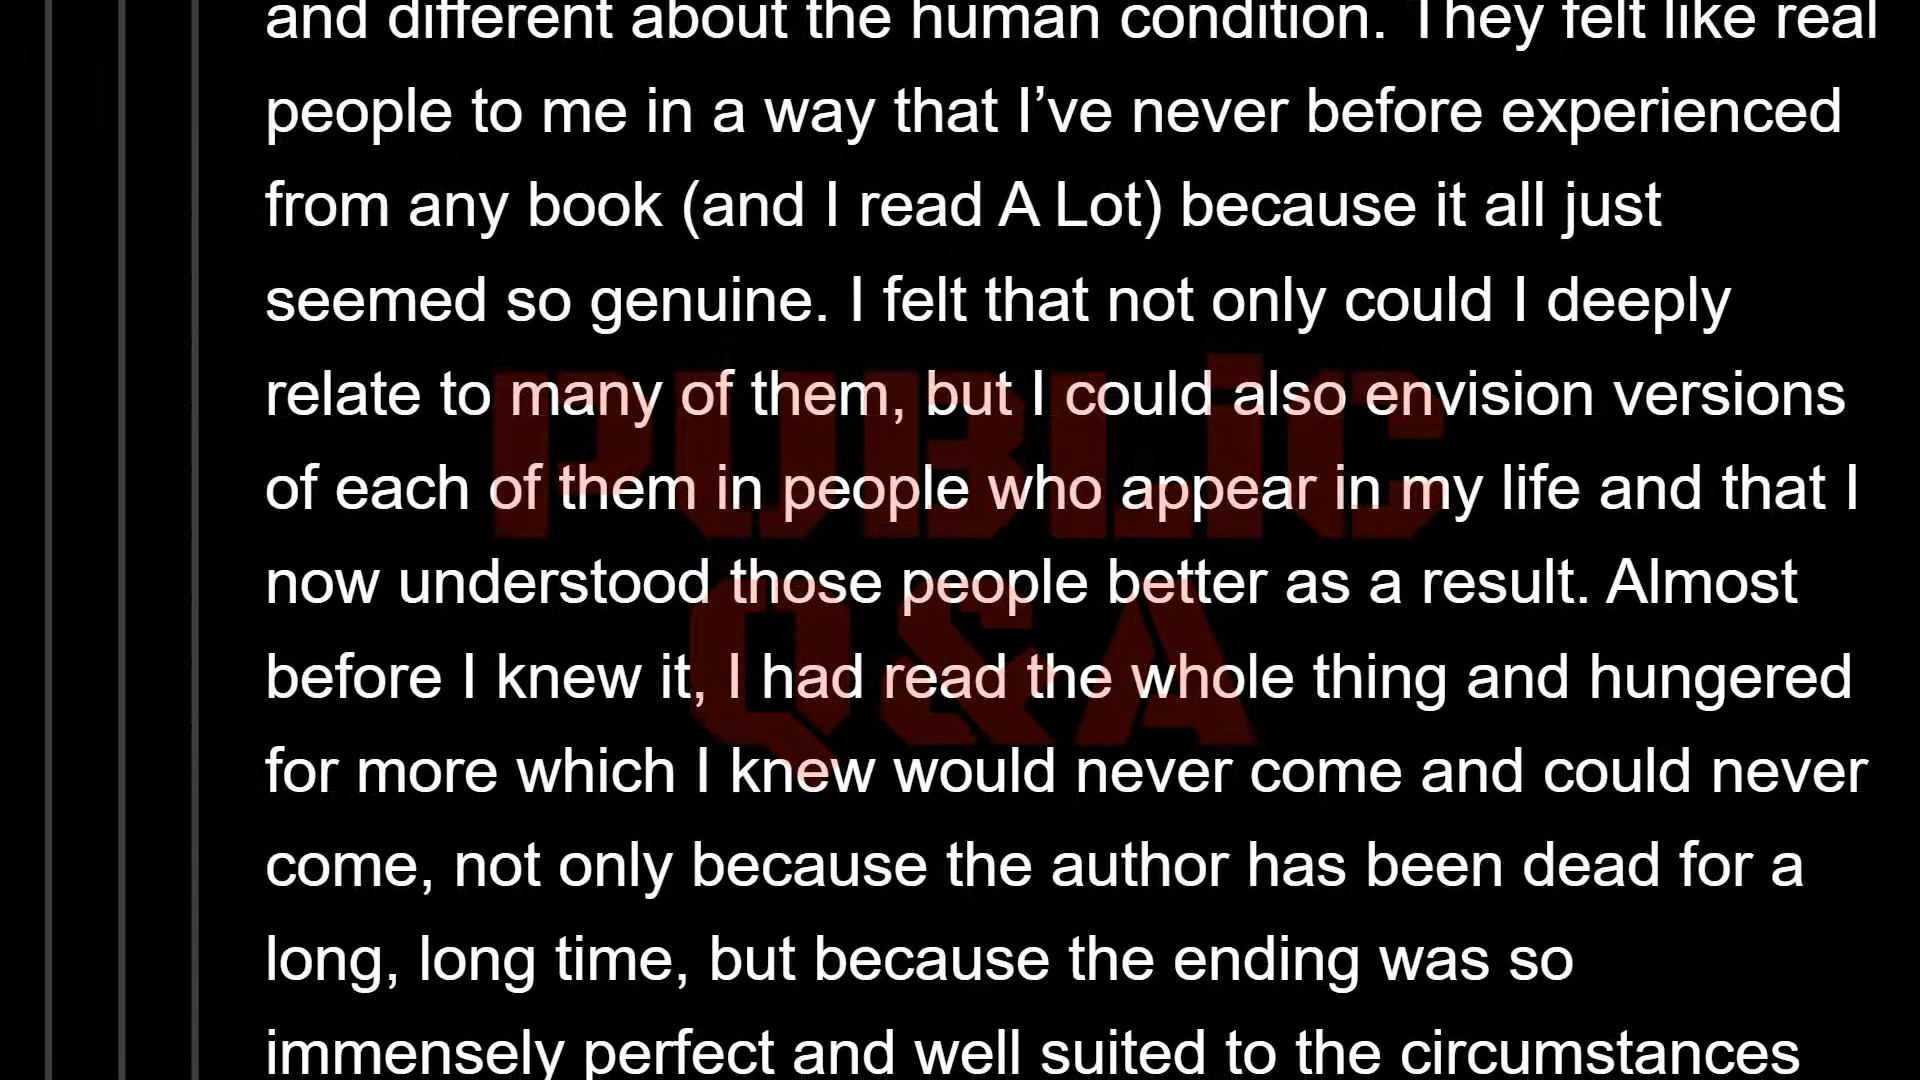 and different about the human condition. They felt like real
people to me in a way that I’ve never before experienced
from any book (and I read A Lot) because it all just
seemed so genuine. I felt that not only could I deeply
relate to many of them, but I could also envision versions
of each of them in people who appear in my life and that I
now understood those people better as a result. Almost
before I knew it, I had read the whole thing and hungered
for more which I knew would never come and could never
come, not only because the author has been dead for a
long, long time, but because the ending was so
immensely perfect and well suited to the circumstances
PUBLIC
Q&A